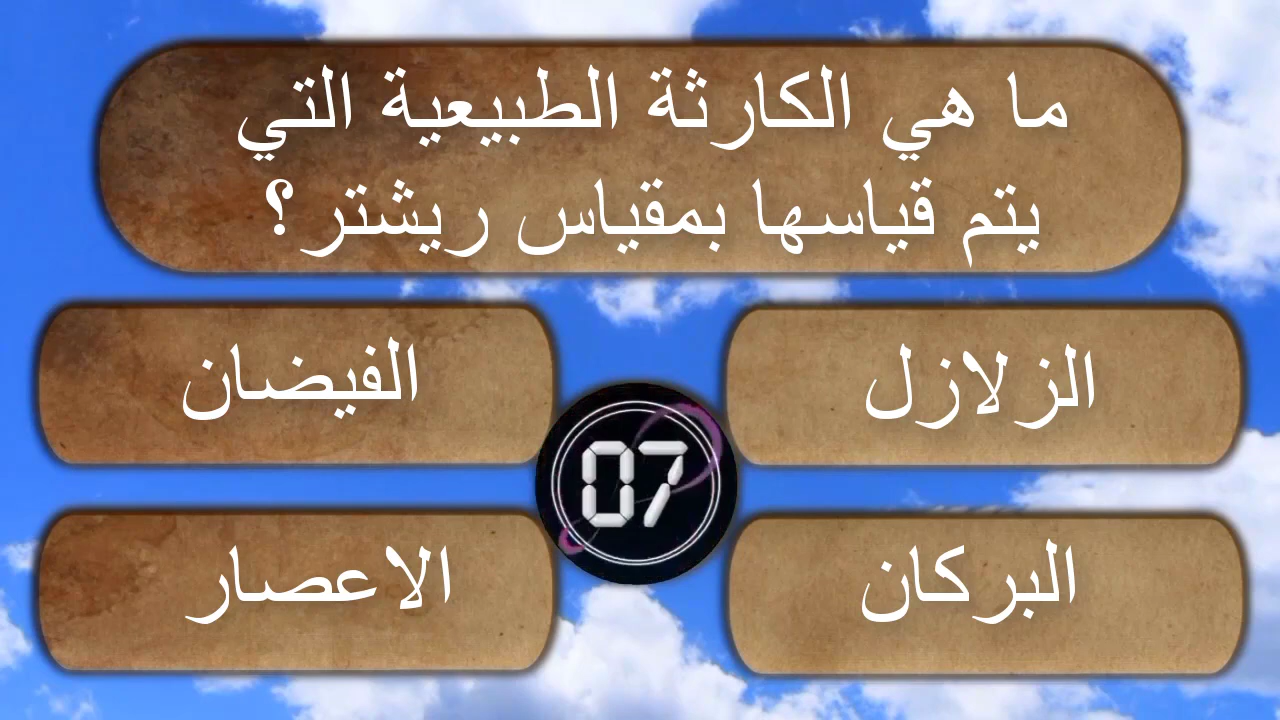 ما هي الكارثة الطبيعية التي
يتم قياسها بمقياس ريشتر ؟
الزلازل
الفيضان
07
البركان
الاعصار